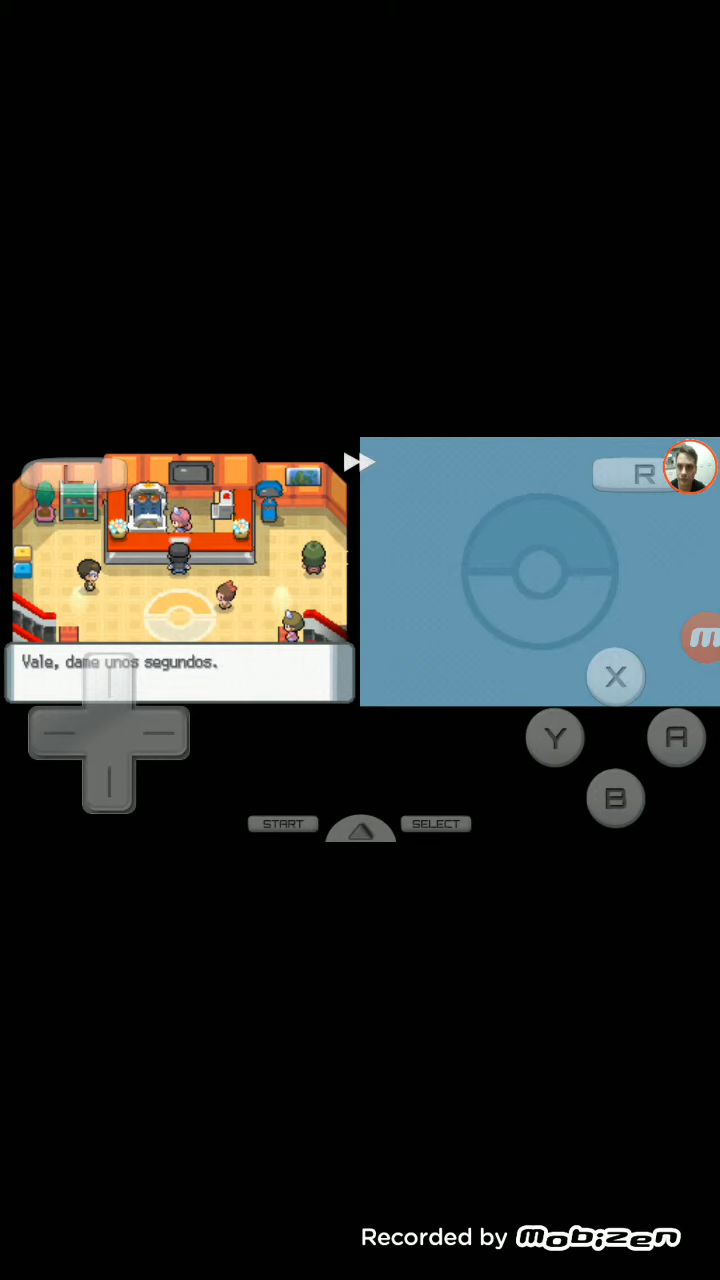 R
Vale, dame unos segundos.
X
Y
A
B
START
SELECT
Recorded by mobizen